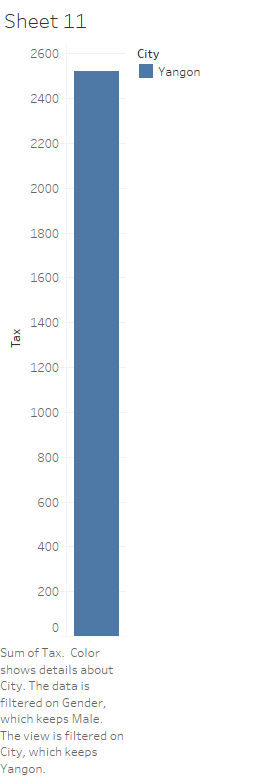 Sheet 11
City
Yangon
2600
2400
2200
2000
1800
1600
1400
1200
1000
800
600
400
200
0
Tax
Sum of Tax.  Color
shows details about
City. The data is
filtered on Gender,
which keeps Male.
The view is filtered on
City, which keeps
Yangon.